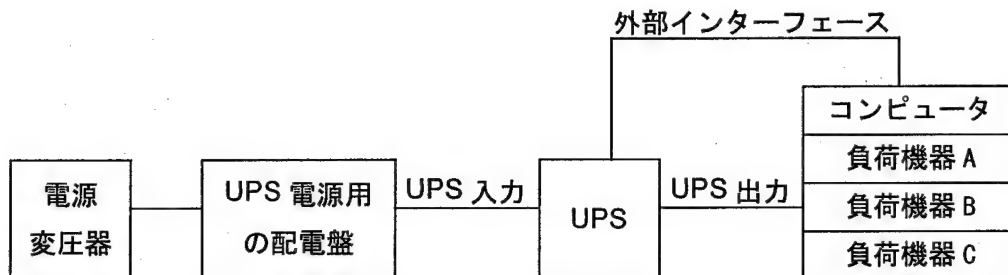 外部インターフェース
コンピュータ
負荷機器 A
電源
変圧器
UPS 電源用
の配電盤
UPS 入力
UPS
UPS 出力
負荷機器 B
負荷機器 C